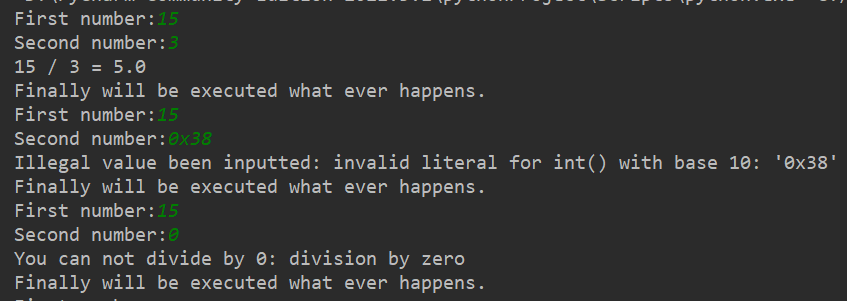 First number:15
Second number:3
15 / 3 = 5.0
Finally will be executed what ever happens.
First number:15
Second number:0x38
Illegal value been inputted: invalid literal for int() with base 10: '0x38'
Finally will be executed what ever happens.
First number:15
Second number:0
You can not divide by 0: division by zero
Finally will be executed what ever happens.